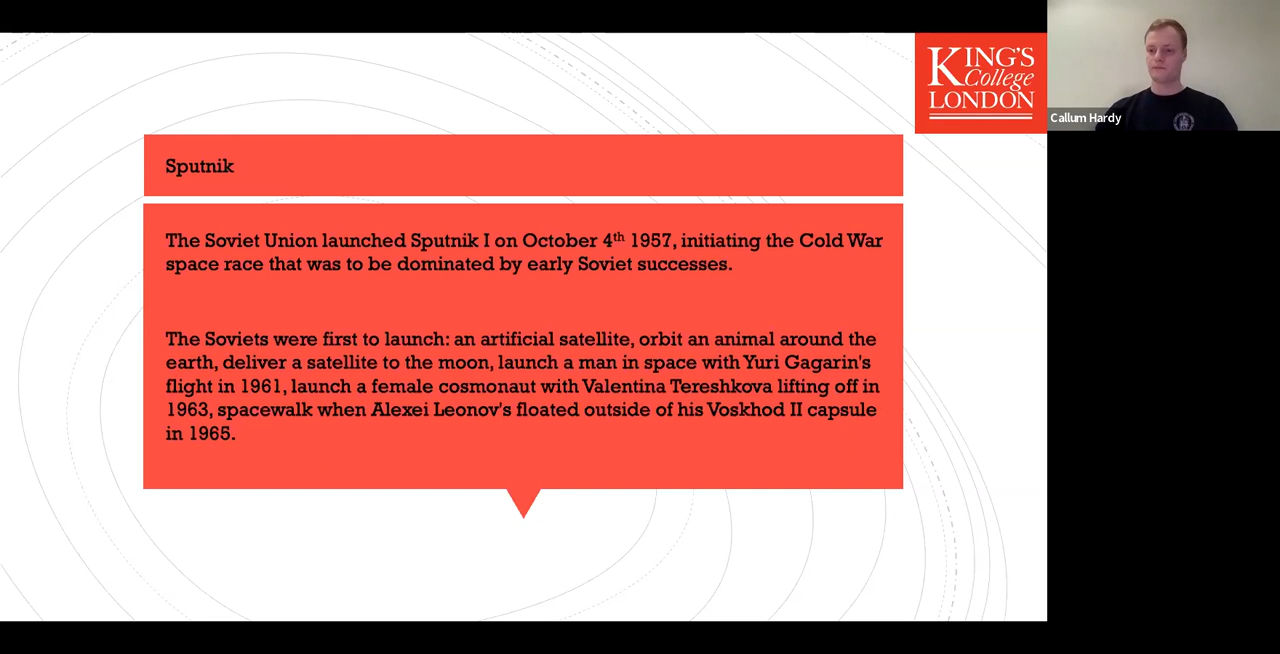 KING'S
College
LONDON
Callum Hardy
Sputnik
The Soviet Union launched Sputnik I on October 4th 1957, initiating the Cold War
space race that was to be dominated by early Soviet successes.
The Soviets were first to launch: an artificial satellite, orbit an animal around the
earth, deliver a satellite to the moon, launch a man in space with Yuri Gagarin's
flight in 1961, launch a female cosmonaut with Valentina Tereshkova lifting off in
1963, spacewalk when Alexei Leonov's floated outside of his Voskhod II capsule
in 1965.